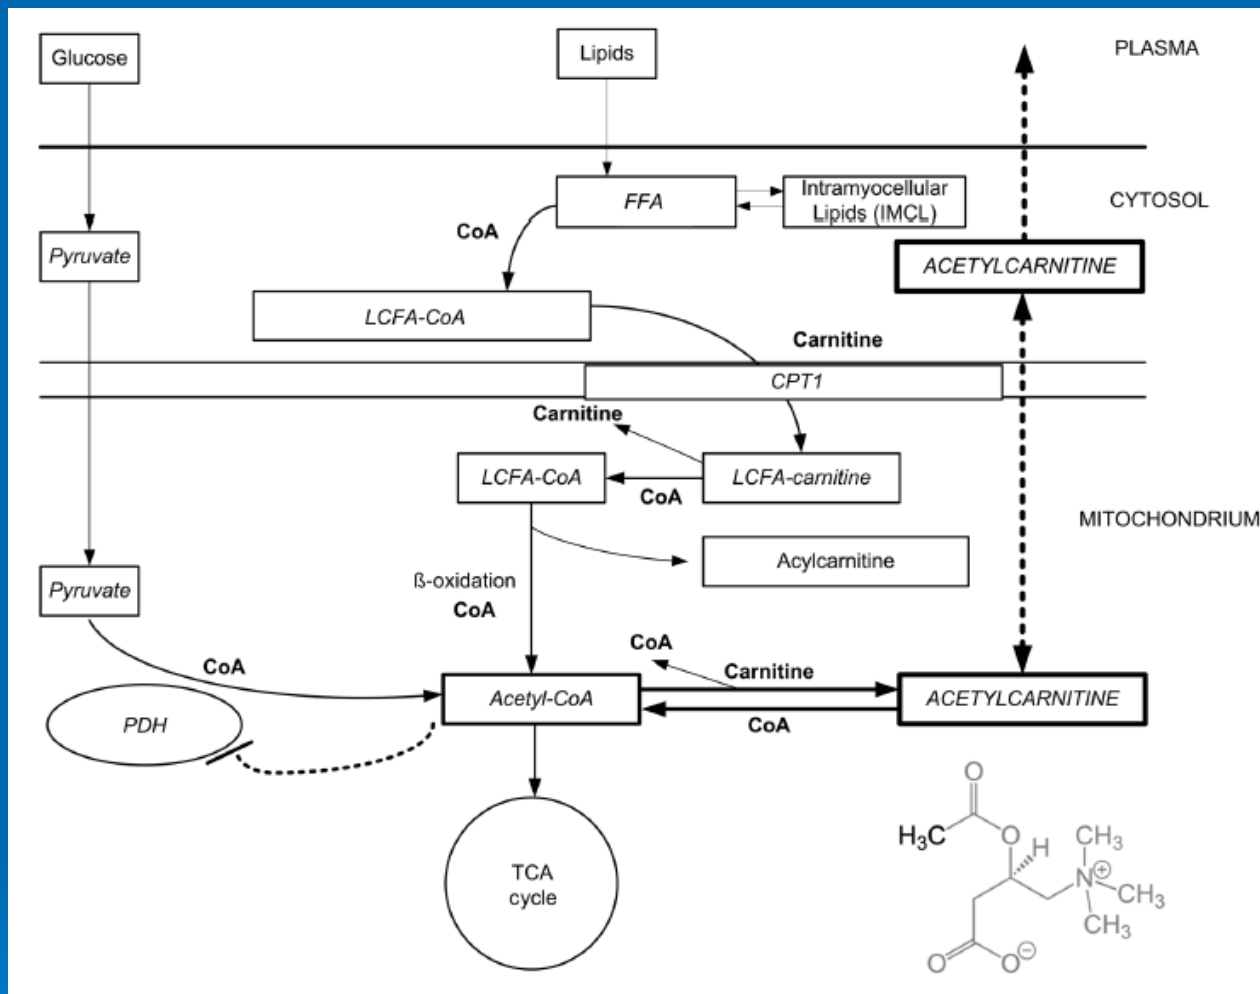 Glucose
Lipids
PLASMA
FFA
Intramyocellular
Lipids (IMCL)
CYTOSOL
CoA
Pyruvate
ACETYLCARNITINE
LCFA-CoA
Carnitine
CPT1
Carnitine
LCFA-CoA
CoA
LCFA-carnitine
MITOCHONDRIUM
Acylcarnitine
Pyruvate
ß-oxidation
CoA
CoA
CoA
Carnitine
Acetyl-CoA
ACETYLCARNITINE
CoA
PDH
TCA
cycle
O
H₃C
O
H
CH₃
N⊕
CH₃
CH₃
O
O⊖